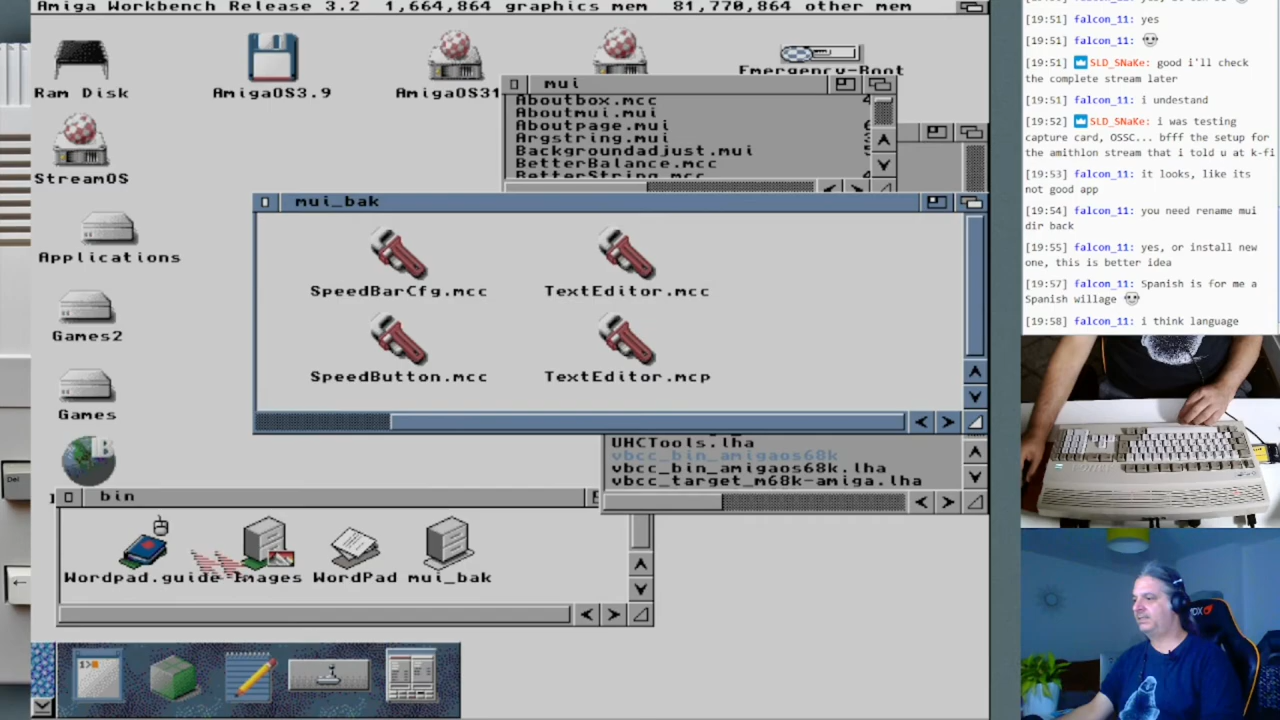 Amiga Workbench Release 3.2  1,664,864 graphics mem  81,770,864 other mem
Ram Disk
AmigaOS3.9
AmigaOS31
Emergency-Root
StreamOS
Applications
Games2
Games
mui
Aboutbox.mcc
Aboutmui.mui
Aboutpage.mui
Argstring.mui
Backgroundadjust.mui
BetterBalance.mcc
BetterString.mcc
mui_bak
SpeedBarCfg.mcc
TextEditor.mcc
SpeedButton.mcc
TextEditor.mcp
UHCTools.lha
vbcc_bin_amigaos68k
vbcc_bin_amigaos68k.lha
vbcc_target_m68k-amiga.lha
bin
Wordpad.guide
Images
WordPad
mui_bak
[19:51] falcon_11: yes
[19:51] falcon_11:
[19:51] SLD_SNaKe: good i'll check
the complete stream later
[19:51] falcon_11: i undestand
[19:52] SLD_SNaKe: i was testing
capture card, OSSC... bfff the setup for
the amithlon stream that i told u at k-fi
[19:53] falcon_11: it looks, like its
not good app
[19:54] falcon_11: you need rename mui
dir back
[19:55] falcon_11: yes, or install new
one, this is better idea
[19:57] falcon_11: Spanish is for me a
Spanish willage
[19:58] falcon_11: i think language
Del